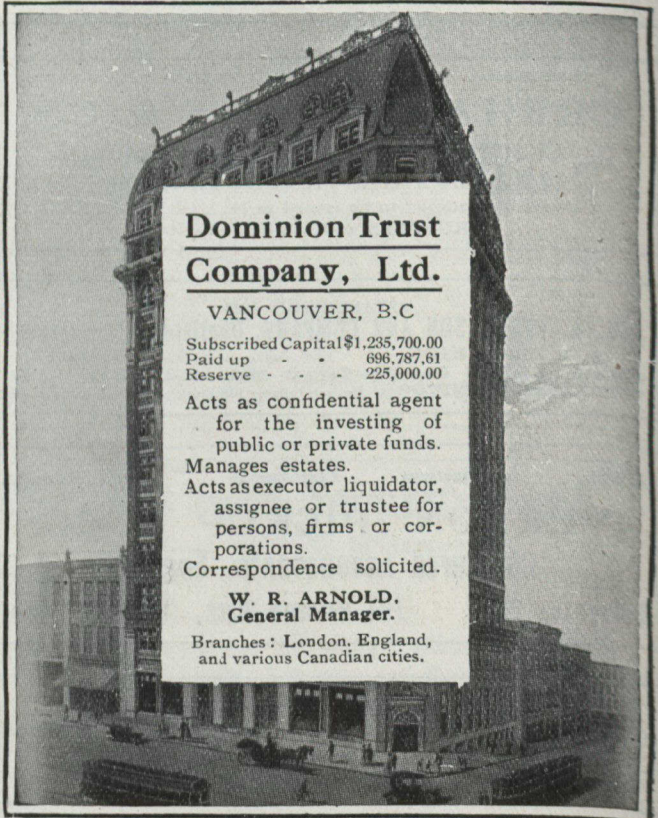 Dominion Trust
Company, Ltd.
VANCOUVER, B.C
Subscribed Capital $1,235,700.00
Paid up - - 696,787,61
Reserve - - - 225,000.00
Acts as confidential agent
for the investing of
public or private funds.
Manages estates.
Acts as executor liquidator,
assignee or trustee for
persons, firms or cor-
porations.
Correspondence solicited.
W. R. ARNOLD.
General Manager.
Branches: London. England,
and various Canadian cities.